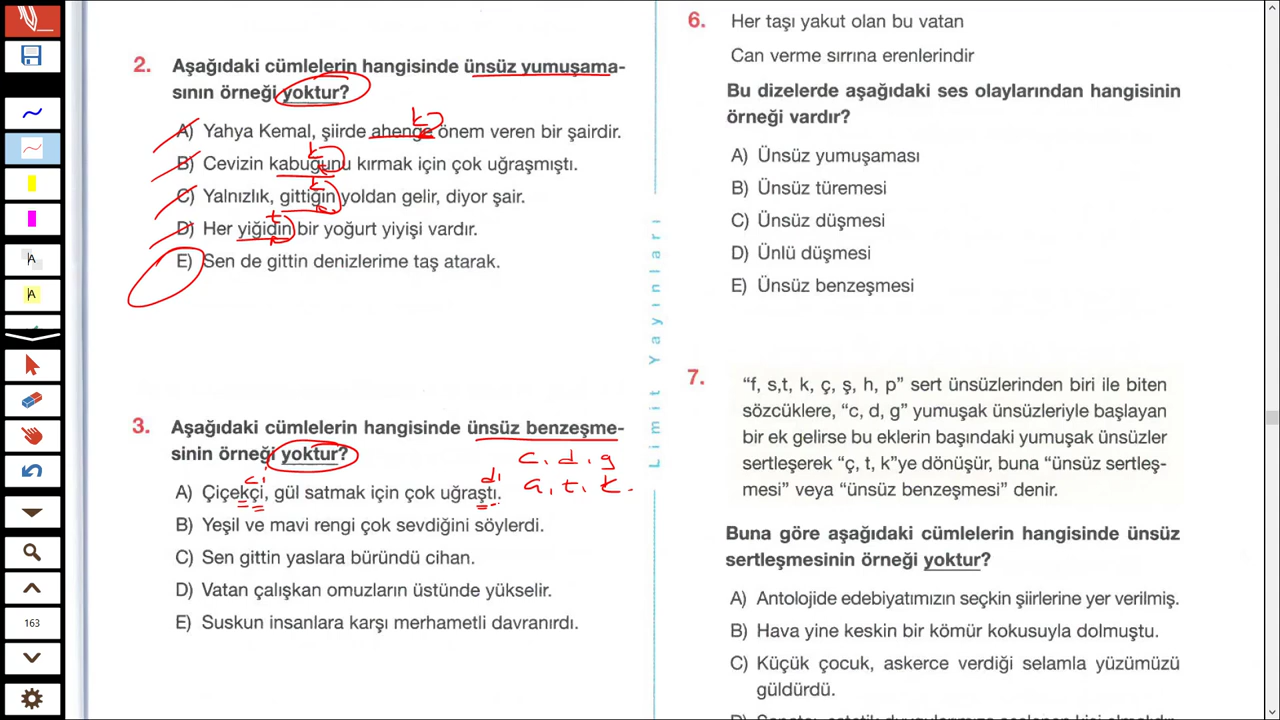 2. Aşağıdaki cümlelerin hangisinde ünsüz yumuşama-
sının örneği yoktur?
A) Yahya Kemal, şiirde ahenge önem veren bir şairdir.
k
B) Cevizin kabuğunu kırmak için çok uğraşmıştı.
k
C) Yalnızlık, gittiğin yoldan gelir, diyor şair.
k
D) Her yiğidin bir yoğurt yiyişi vardır.
t
E) Sen de gittin denizlerime taş atarak.
3. Aşağıdaki cümlelerin hangisinde ünsüz benzeşme-
sinin örneği yoktur?
c, d, g
ci
di
A) Çiçekçi, gül satmak için çok uğraştı.
ç, t, k
B) Yeşil ve mavi rengi çok sevdiğini söylerdi.
C) Sen gittin yaslara büründü cihan.
D) Vatan çalışkan omuzların üstünde yükselir.
E) Suskun insanlara karşı merhametli davranırdı.
Limit Yayınları
6. Her taşı yakut olan bu vatan
Can verme sırrına erenlerindir
Bu dizelerde aşağıdaki ses olaylarından hangisinin
örneği vardır?
A) Ünsüz yumuşaması
B) Ünsüz türemesi
C) Ünsüz düşmesi
D) Ünlü düşmesi
E) Ünsüz benzeşmesi
7. “f, s,t, k, ç, ş, h, p” sert ünsüzlerinden biri ile biten
sözcüklere, “c, d, g” yumuşak ünsüzleriyle başlayan
bir ek gelirse bu eklerin başındaki yumuşak ünsüzler
sertleşerek “ç, t, k”ye dönüşür, buna “ünsüz sertleş-
mesi” veya “ünsüz benzeşmesi” denir.
Buna göre aşağıdaki cümlelerin hangisinde ünsüz
sertleşmesinin örneği yoktur?
A) Antolojide edebiyatımızın seçkin şiirlerine yer verilmiş.
B) Hava yine keskin bir kömür kokusuyla dolmuştu.
C) Küçük çocuk, askerce verdiği selamla yüzümüzü
güldürdü.
A
A
163